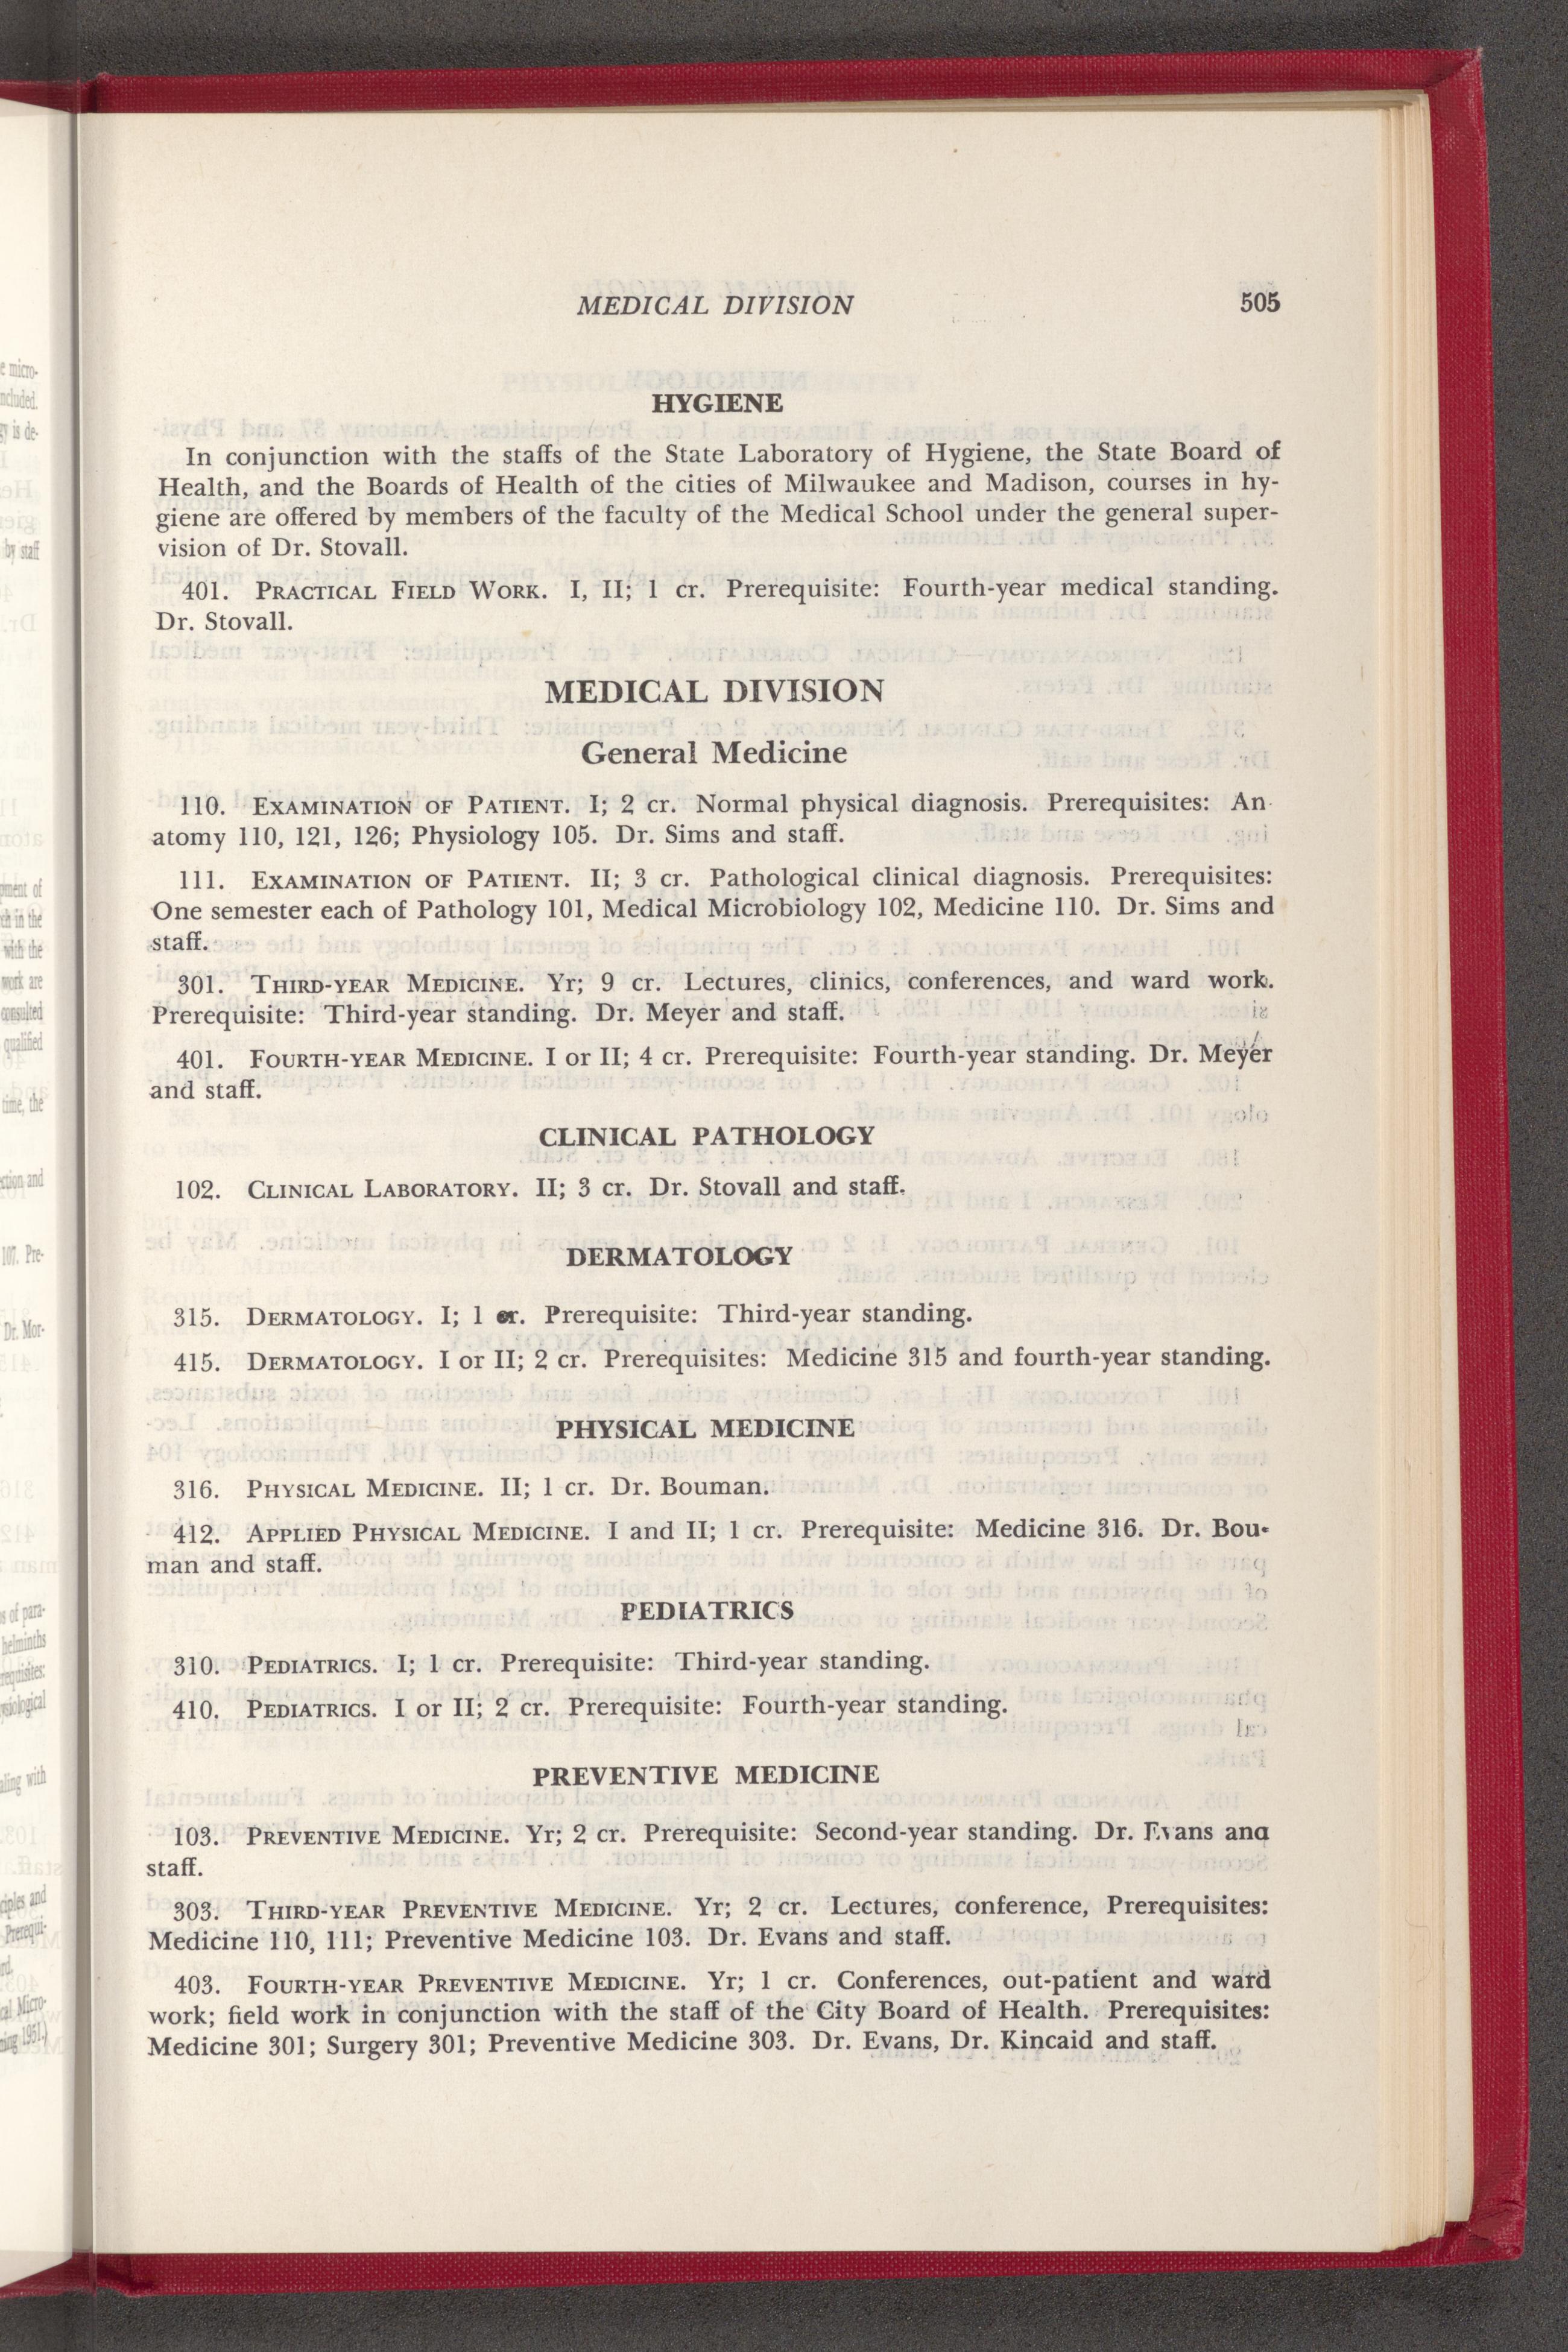 MEDICAL DIVISION 505
HYGIENE
In conjunction with the staffs of the State Laboratory of Hygiene, the State Board of
Health, and the Boards of Health of the cities of Milwaukee and Madison, courses in hy-
giene are offered by members of the faculty of the Medical School under the general super-
vision of Dr. Stovall.
401. PRACTICAL FIELD WORK. I, II; 1 cr. Prerequisite: Fourth-year medical standing.
Dr. Stovall.
MEDICAL DIVISION
General Medicine
110. EXAMINATION OF PATIENT. I; 2 cr. Normal physical diagnosis. Prerequisites: An-
atomy 110, 121, 126; Physiology 105. Dr. Sims and staff.
111. EXAMINATION OF PATIENT. II; 3 cr. Pathological clinical diagnosis. Prerequisites:
One semester each of Pathology 101, Medical Microbiology 102, Medicine 110. Dr. Sims and
staff.
301. THIRD-YEAR MEDICINE. Yr; 9 cr. Lectures, clinics, conferences, and ward work.
Prerequisite: Third-year standing. Dr. Meyer and staff.
401. FOURTH-YEAR MEDICINE. I or II; 4 cr. Prerequisite: Fourth-year standing. Dr. Meyer
and staff.
CLINICAL PATHOLOGY
102. CLINICAL LABORATORY. II; 3 cr. Dr. Stovall and staff.
DERMATOLOGY
315. DERMATOLOGY. I; 1 cr. Prerequisite: Third-year standing.
415. DERMATOLOGY. I or II; 2 cr. Prerequisites: Medicine 315 and fourth-year standing.
PHYSICAL MEDICINE
316. PHYSICAL MEDICINE. II; 1 cr. Dr. Bouman.
412. APPLIED PHYSICAL MEDICINE. I and II; 1 cr. Prerequisite: Medicine 316. Dr. Bou-
man and staff.
PEDIATRICS
310. PEDIATRICS. I; 1 cr. Prerequisite: Third-year standing.
410. PEDIATRICS. I or II; 2 cr. Prerequisite: Fourth-year standing.
PREVENTIVE MEDICINE
103. PREVENTIVE MEDICINE. Yr; 2 cr. Prerequisite: Second-year standing. Dr. Evans and
staff.
303. THIRD-YEAR PREVENTIVE MEDICINE. Yr; 2 cr. Lectures, conference, Prerequisites:
Medicine 110, 111; Preventive Medicine 103. Dr. Evans and staff.
403. FOURTH-YEAR PREVENTIVE MEDICINE. Yr; 1 cr. Conferences, out-patient and ward
work; field work in conjunction with the staff of the City Board of Health. Prerequisites:
Medicine 301; Surgery 301; Preventive Medicine 303. Dr. Evans, Dr. Kincaid and staff.